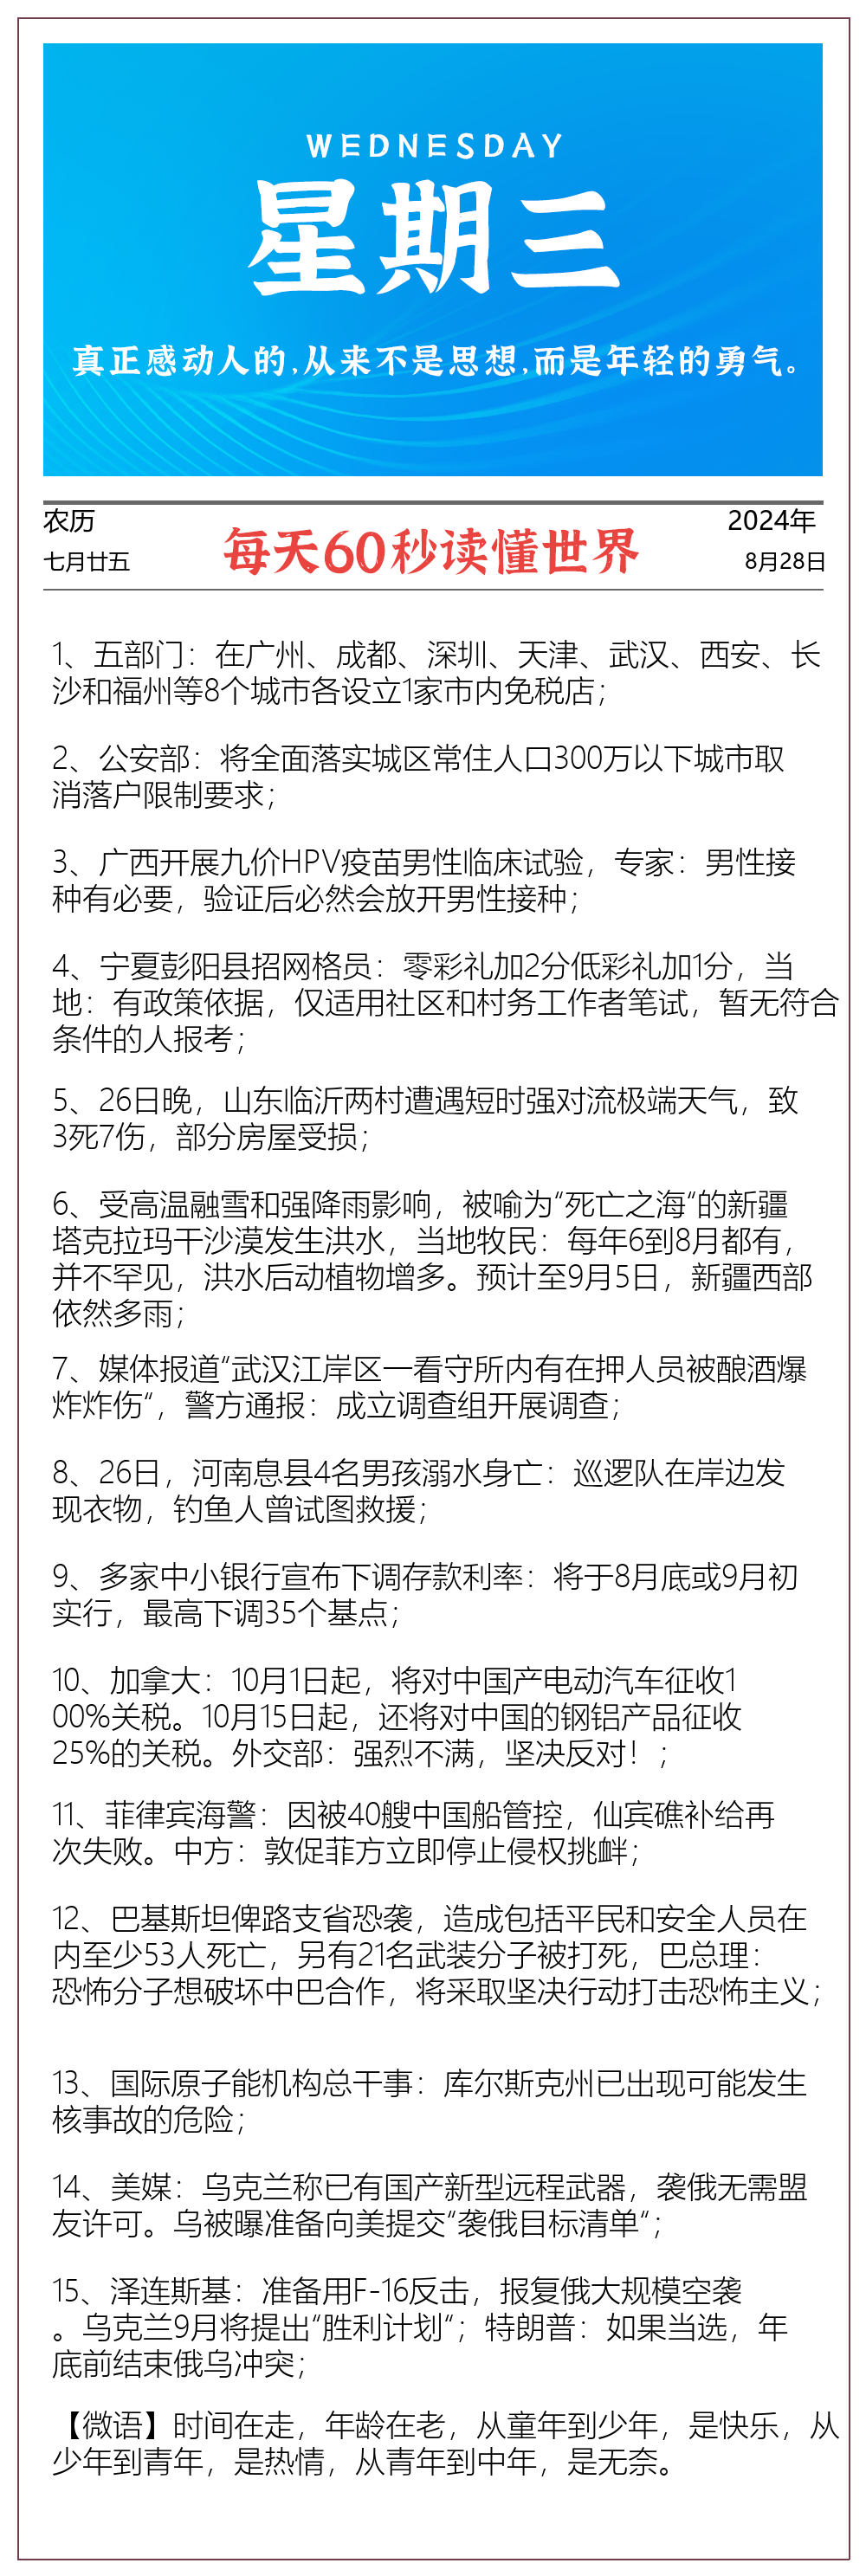 WEDNESDAY
星期三
真正感动人的,从来不是思想,而是年轻的勇气。
农历
七月廿五
每天60秒读懂世界
2024年
8月28日
1、五部门：在广州、成都、深圳、天津、武汉、西安、长
沙和福州等8个城市各设立1家市内免税店；
2、公安部：将全面落实城区常住人口300万以下城市取
消落户限制要求；
3、广西开展九价HPV疫苗男性临床试验，专家：男性接
种有必要，验证后必然会放开男性接种；
4、宁夏彭阳县招网格员：零彩礼加2分低彩礼加1分，当
地：有政策依据，仅适用社区和村务工作者笔试，暂无符合
条件的人报考；
5、26日晚，山东临沂两村遭遇短时强对流极端天气，致
3死7伤，部分房屋受损；
6、受高温融雪和强降雨影响，被喻为“死亡之海“的新疆
塔克拉玛干沙漠发生洪水，当地牧民：每年6到8月都有，
并不罕见，洪水后动植物增多。预计至9月5日，新疆西部
依然多雨；
7、媒体报道“武汉江岸区一看守所内有在押人员被酿酒爆
炸炸伤“，警方通报：成立调查组开展调查；
8、26日，河南息县4名男孩溺水身亡：巡逻队在岸边发
现衣物，钓鱼人曾试图救援；
9、多家中小银行宣布下调存款利率：将于8月底或9月初
实行，最高下调35个基点；
10、加拿大：10月1日起，将对中国产电动汽车征收1
00%关税。10月15日起，还将对中国的钢铝产品征收
25%的关税。外交部：强烈不满，坚决反对！；
11、菲律宾海警：因被40艘中国船管控，仙宾礁补给再
次失败。中方：敦促菲方立即停止侵权挑衅；
12、巴基斯坦俾路支省恐袭，造成包括平民和安全人员在
内至少53人死亡，另有21名武装分子被打死，巴总理：
恐怖分子想破坏中巴合作，将采取坚决行动打击恐怖主义；
13、国际原子能机构总干事：库尔斯克州已出现可能发生
核事故的危险；
14、美媒：乌克兰称已有国产新型远程武器，袭俄无需盟
友许可。乌被曝准备向美提交“袭俄目标清单“；
15、泽连斯基：准备用F-16反击，报复俄大规模空袭
。乌克兰9月将提出“胜利计划“；特朗普：如果当选，年
底前结束俄乌冲突；
【微语】时间在走，年龄在老，从童年到少年，是快乐，从
少年到青年，是热情，从青年到中年，是无奈。